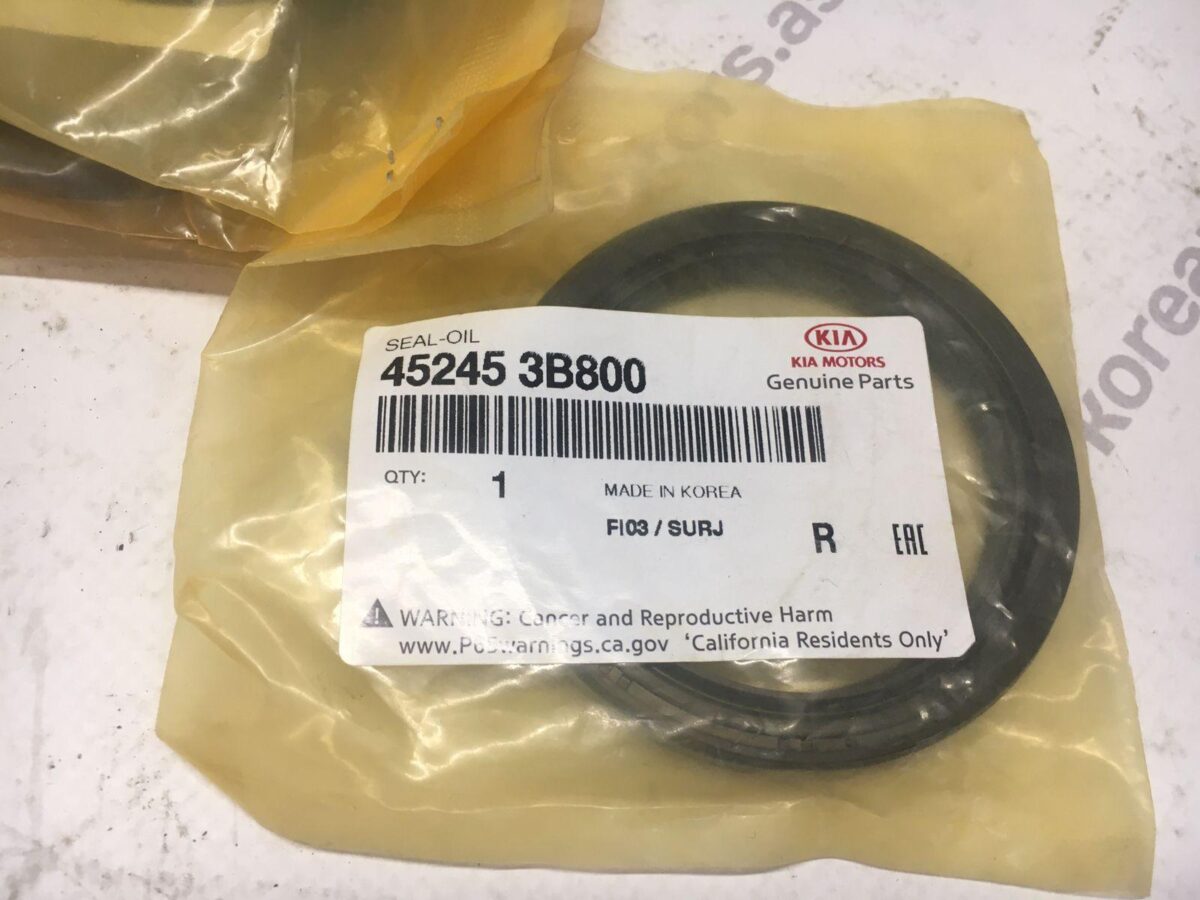 SEAL-OIL
45245 3B800
KIA
KIA MOTORS
Genuine Parts
QTY: 1
MADE IN KOREA
FI03 / SURJ
R
EAC
WARNING: Cancer and Reproductive Harm
www.P65warnings.ca.gov 'California Residents Only'